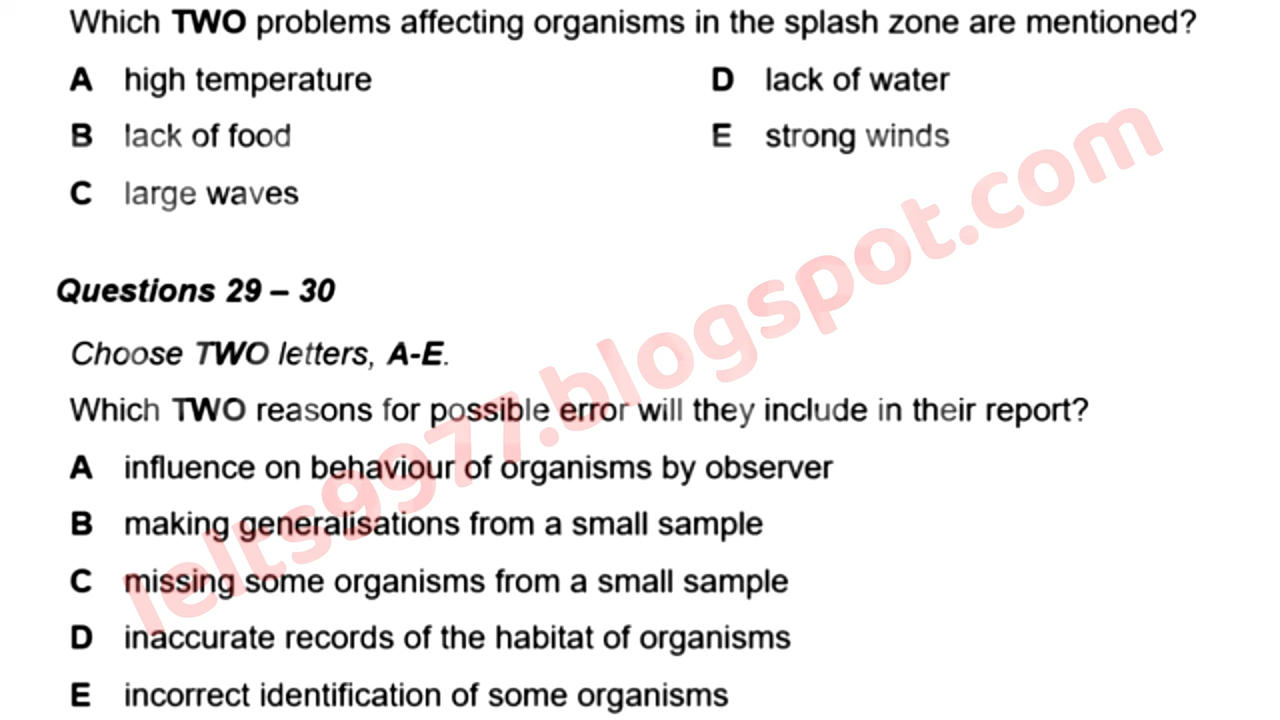 Which TWO problems affecting organisms in the splash zone are mentioned?
A high temperature
D lack of water
B lack of food
E strong winds
C large waves
Questions 29 – 30
Choose TWO letters, A-E.
Which TWO reasons for possible error will they include in their report?
A influence on behaviour of organisms by observer
B making generalisations from a small sample
C missing some organisms from a small sample
D inaccurate records of the habitat of organisms
E incorrect identification of some organisms
ielts9977.blogspot.com